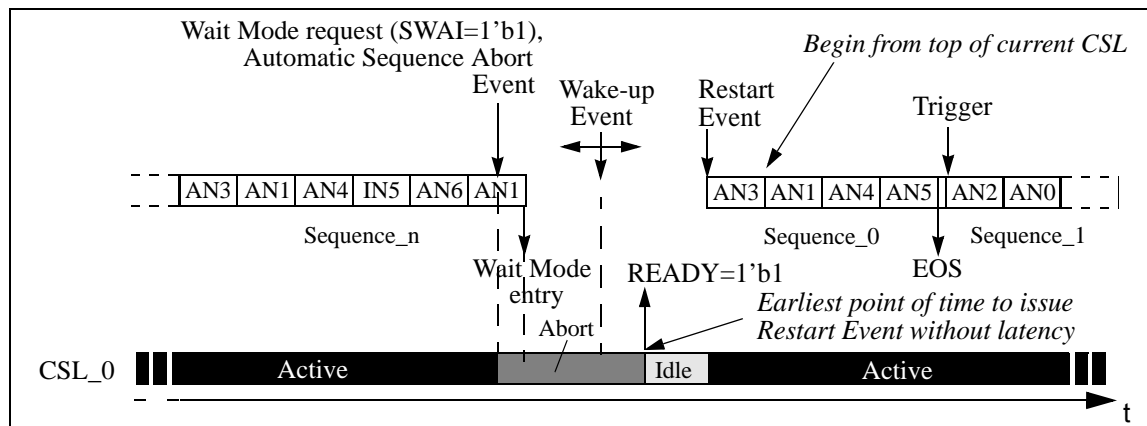 Wait Mode request (SWAI=1’b1),
Automatic Sequence Abort
Event
Wake-up
Event
Restart
Event
Begin from top of current CSL
Trigger
AN3 AN1 AN4 IN5 AN6 AN1
AN3 AN1 AN4 AN5 AN2 AN0
Sequence_n
Sequence_0
Sequence_1
EOS
Wait Mode
entry
READY=1’b1
Earliest point of time to issue
Restart Event without latency
Abort
CSL_0
Active
Idle
Active
t